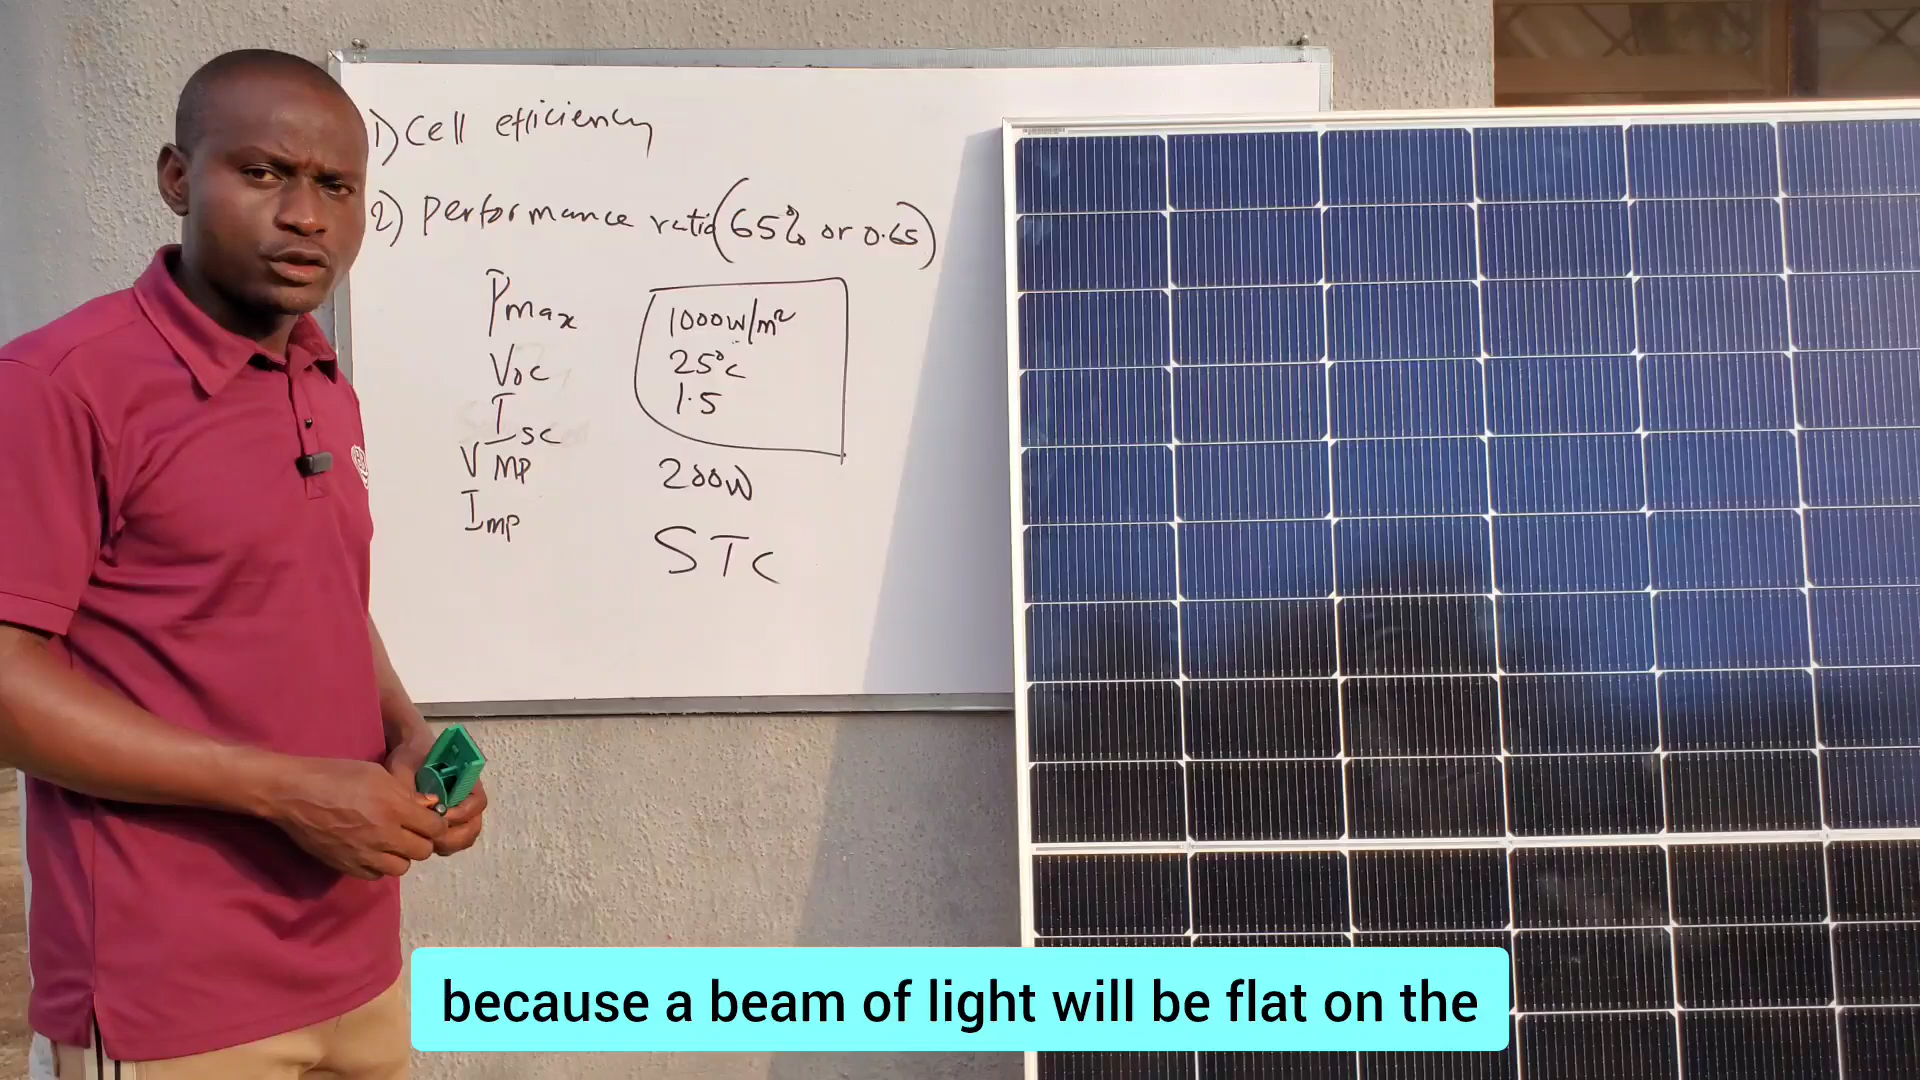 1) Cell efficiency
2) Performance ratio (65% or 0.65)
Pmax
Voc
Isc
VMP
Imp
1000w/m²
25°c
1.5
200W
STC
because a beam of light will be flat on the